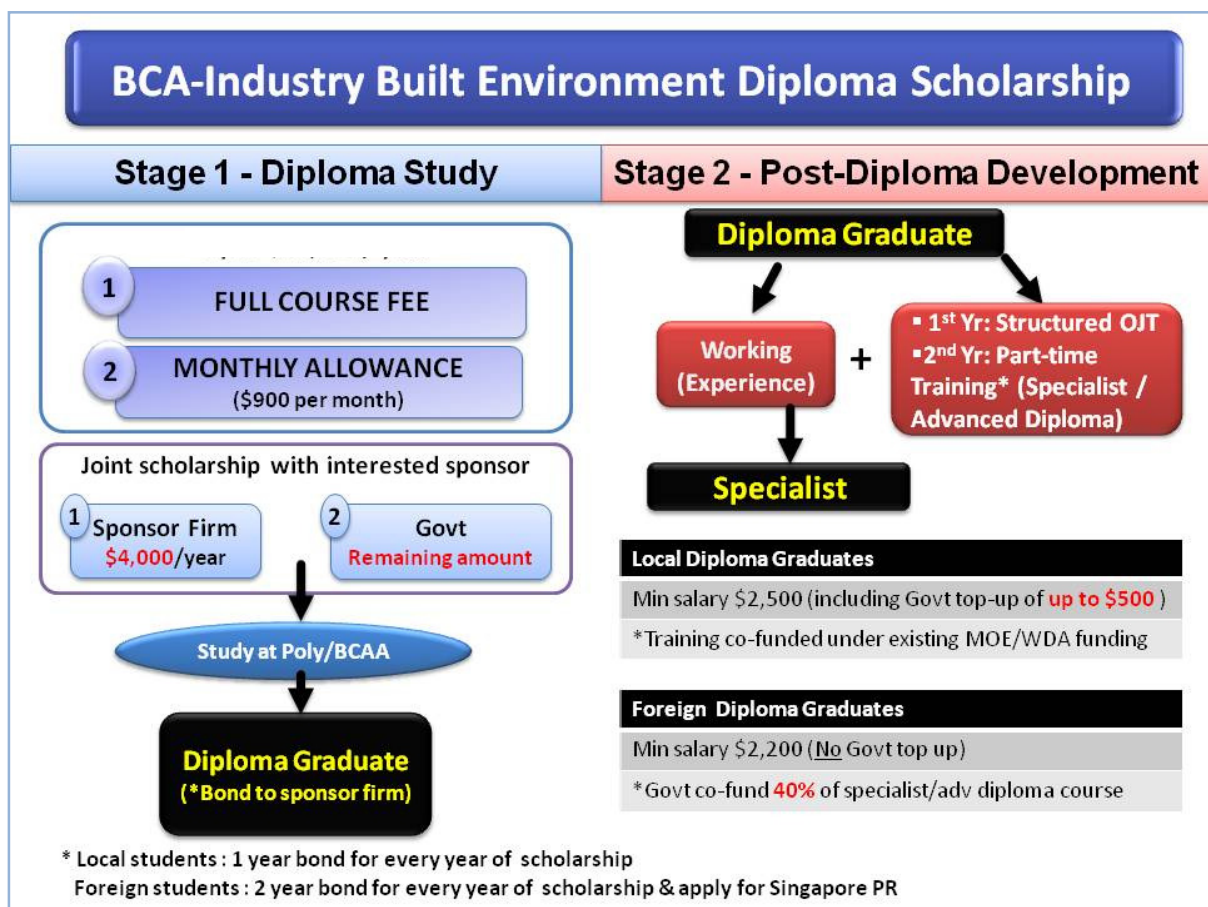 BCA-Industry Built Environment Diploma Scholarship
Stage 1 - Diploma Study
1
FULL COURSE FEE
2
MONTHLY ALLOWANCE
($900 per month)
Joint scholarship with interested sponsor
1
Sponsor Firm
$4,000/year
2
Govt
Remaining amount
Study at Poly/BCAA
Diploma Graduate
(*Bond to sponsor firm)
Stage 2 - Post-Diploma Development
Diploma Graduate
Working
(Experience)
+
▪ 1st Yr: Structured OJT
▪ 2nd Yr: Part-time
Training* (Specialist /
Advanced Diploma)
Specialist
Local Diploma Graduates
Min salary $2,500 (including Govt top-up of up to $500 )
*Training co-funded under existing MOE/WDA funding
Foreign Diploma Graduates
Min salary $2,200 (No Govt top up)
*Govt co-fund 40% of specialist/adv diploma course
* Local students : 1 year bond for every year of scholarship
Foreign students : 2 year bond for every year of scholarship & apply for Singapore PR